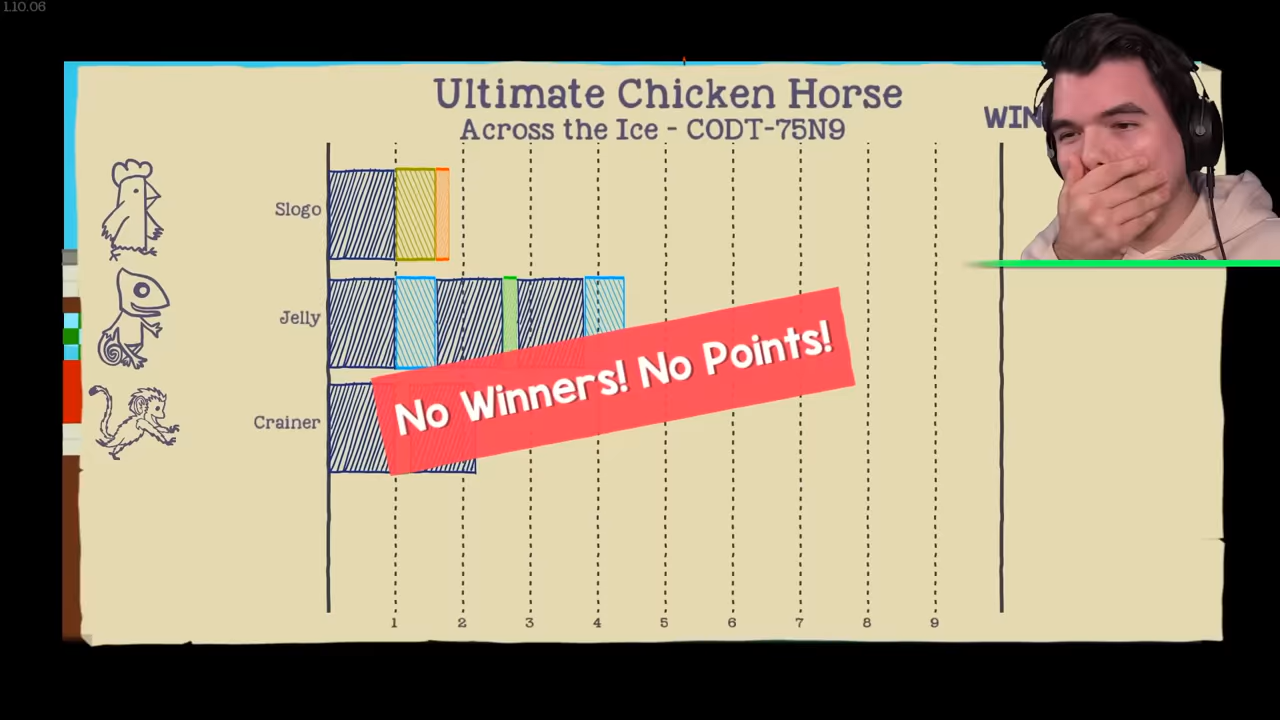 1.10.06
Ultimate Chicken Horse
Across the Ice - CODT-75N9
WIN
Slogo
Jelly
Crainer
No Winners! No Points!
1 2 3 4 5 6 7 8 9